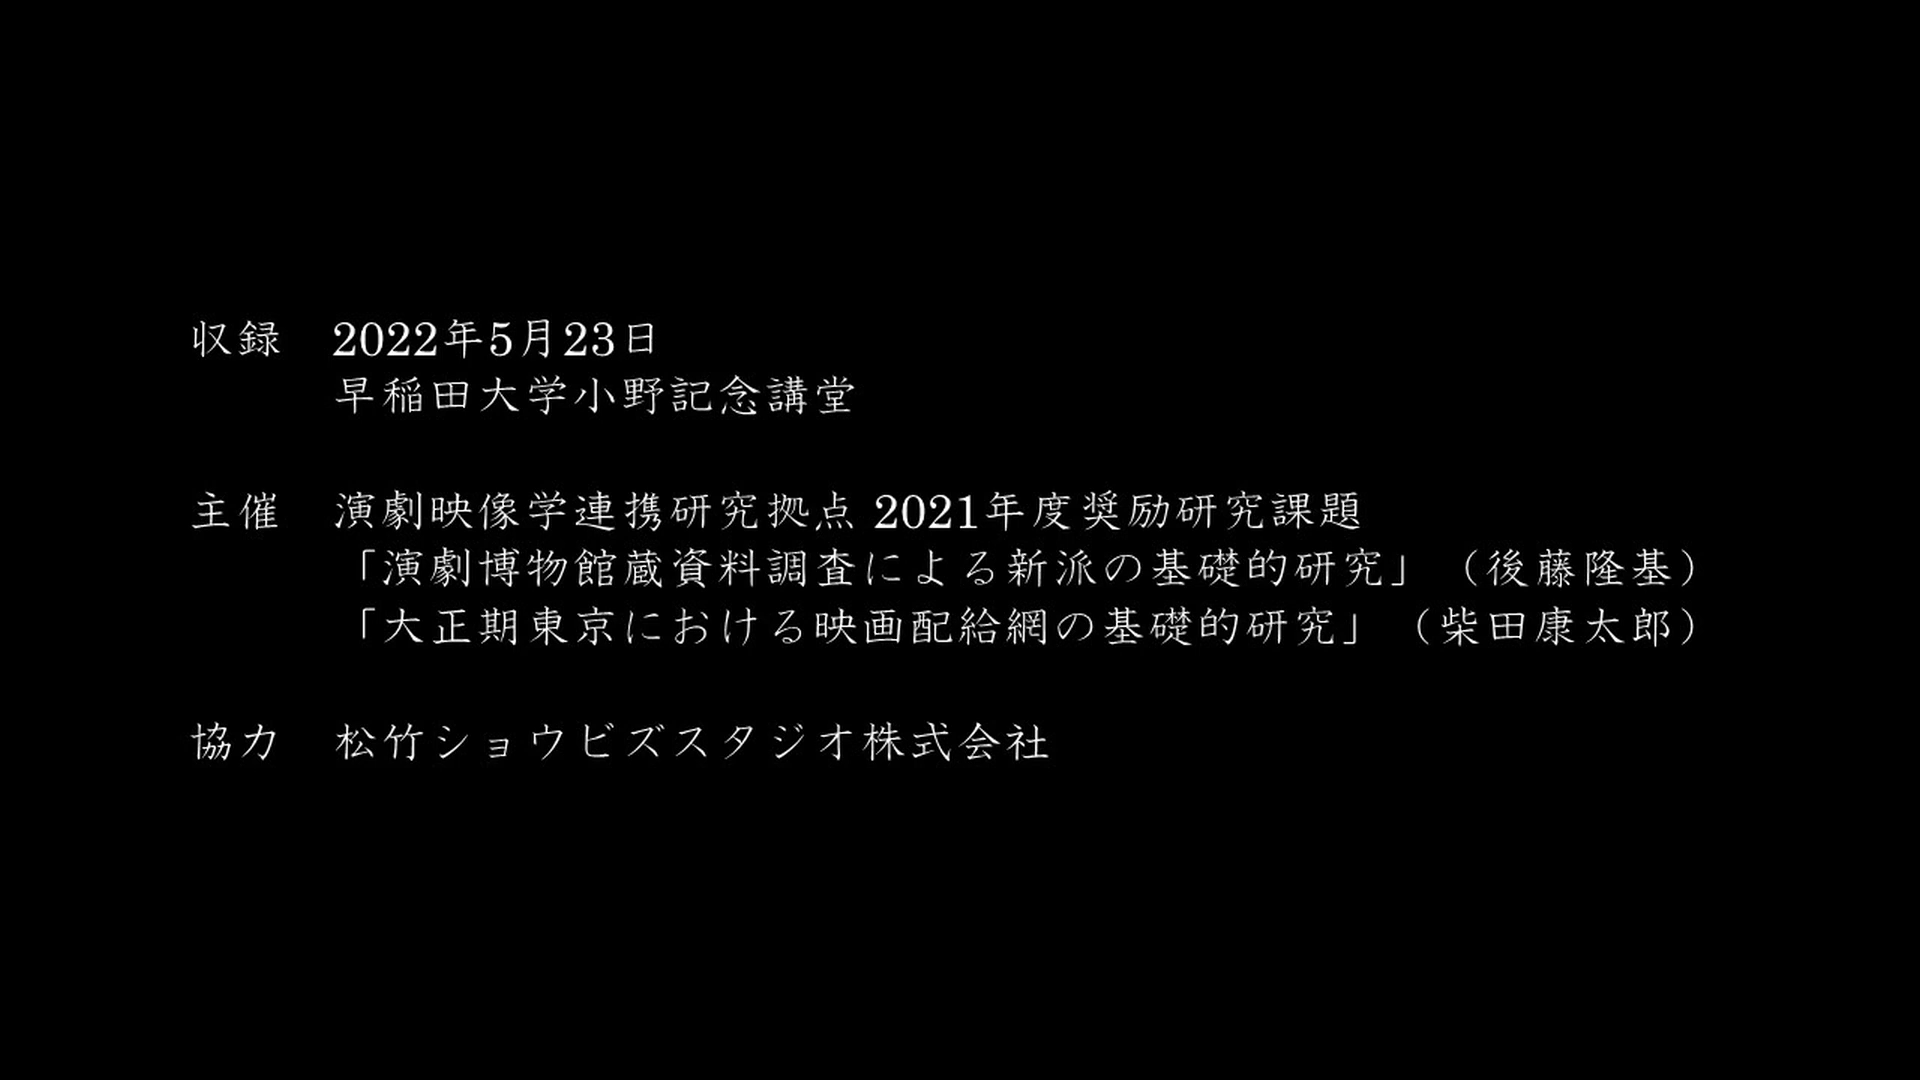 収録　2022年5月23日
早稲田大学小野記念講堂
主催　演劇映像学連携研究拠点 2021年度奨励研究課題
「演劇博物館蔵資料調査による新派の基礎的研究」（後藤隆基）
「大正期東京における映画配給網の基礎的研究」（柴田康太郎）
協力　松竹ショウビズスタジオ株式会社